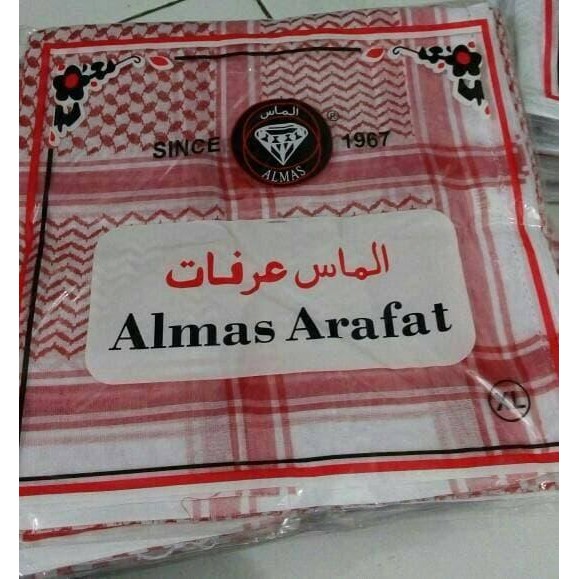 الماس
®
SINCE 1967
ALMAS
الماس عرفات
Almas Arafat
XL